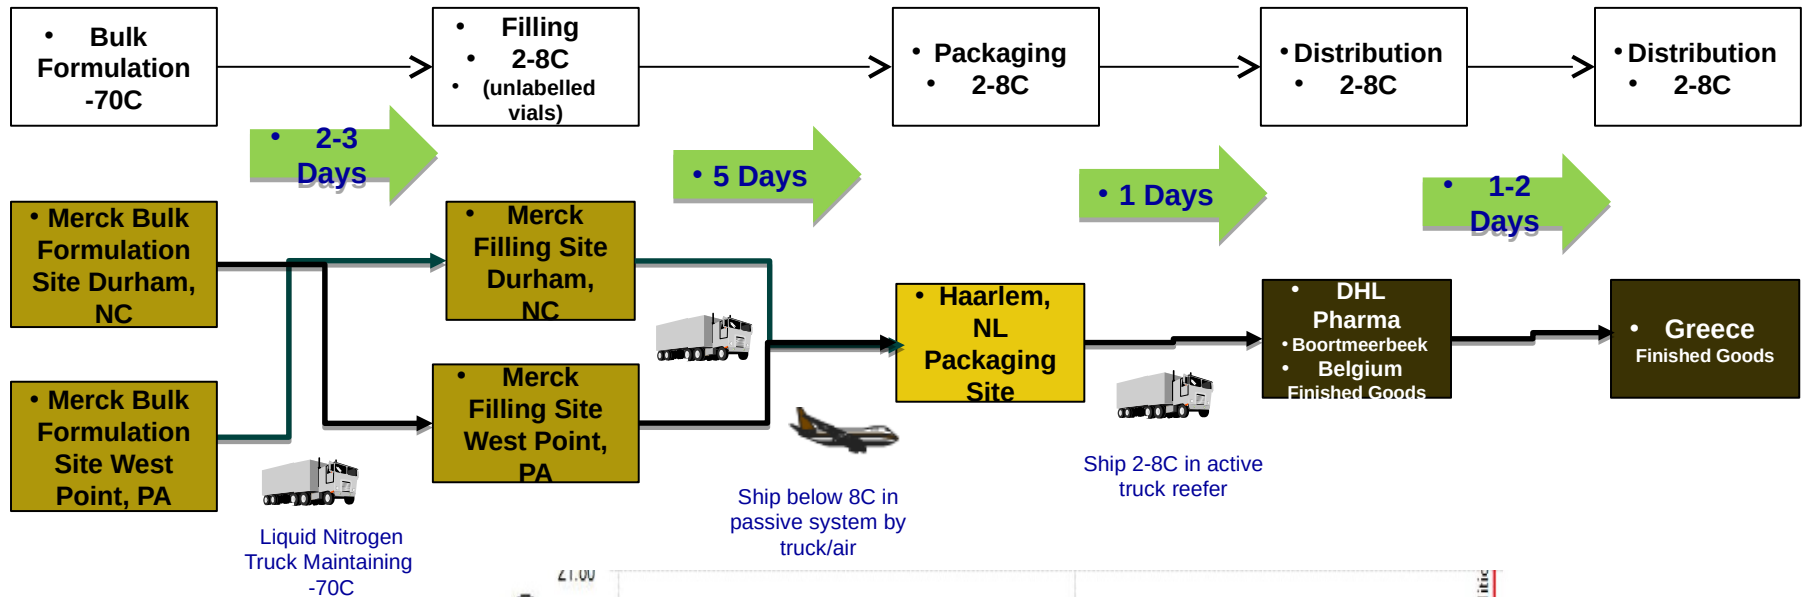 • Bulk
Formulation
-70C
• Filling
• 2-8C
• (unlabelled
vials)
• Packaging
• 2-8C
• Distribution
• 2-8C
• Distribution
• 2-8C
• 2-3
Days
• 5 Days
• 1 Days
• 1-2
Days
• Merck Bulk
Formulation
Site Durham,
NC
• Merck
Filling Site
Durham,
NC
• Haarlem,
NL
Packaging
Site
• DHL
Pharma
• Boortmeerbeek
• Belgium
Finished Goods
• Greece
Finished Goods
• Merck Bulk
Formulation
Site West
Point, PA
• Merck
Filling Site
West Point,
PA
Liquid Nitrogen
Truck Maintaining
-70C
Ship below 8C in
passive system by
truck/air
Ship 2-8C in active
truck reefer